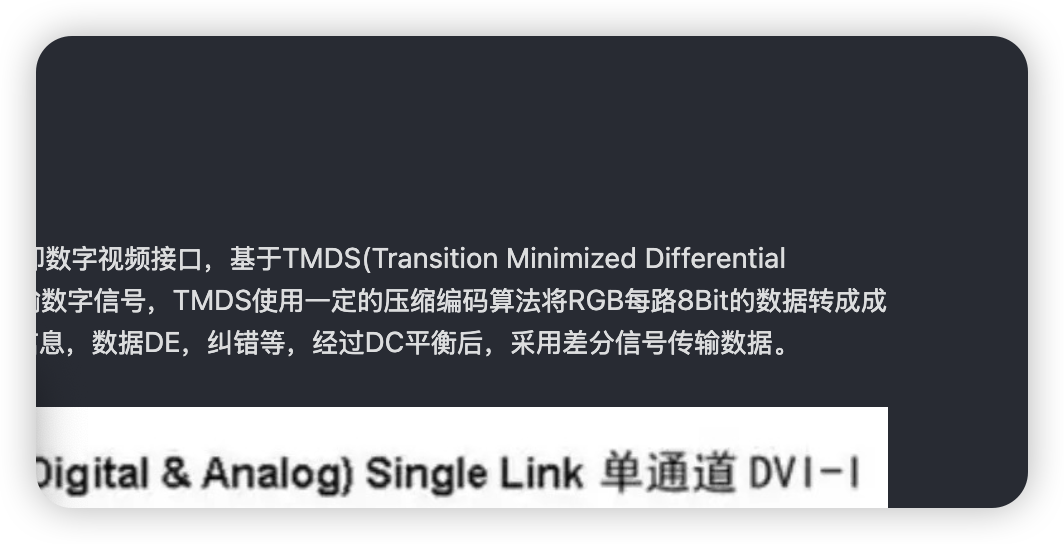 数字视频接口，基于TMDS(Transition Minimized Differential
数字信号，TMDS使用一定的压缩编码算法将RGB每路8Bit的数据转成成
息，数据DE，纠错等，经过DC平衡后，采用差分信号传输数据。
Digital & Analog) Single Link 单通道 DVI-I